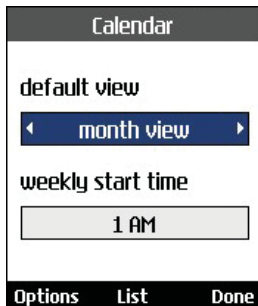 Calendar
default view
month view
weekly start time
1 AM
Options List Done